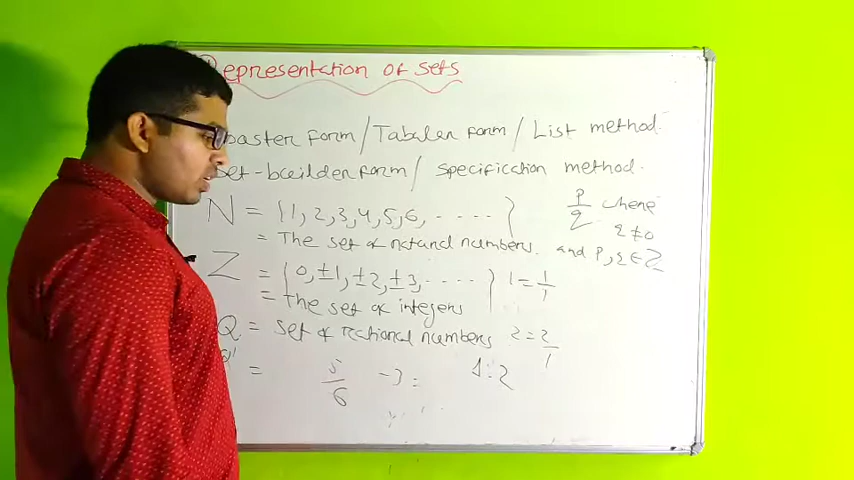 Representation of sets
Roaster form / Tabular form / List method.
Set-builder form / specification method.
N = {1, 2, 3, 4, 5, 6, ..... }
= The set of natural numbers.
p/q where
q ≠ 0
and p, q ∈ Z
Z = {0, ±1, ±2, ±3, ..... } 1 = 1/1
= The set of integers
Q = set of rational numbers 2 = 2/1
Q' =
5/6 -3 =